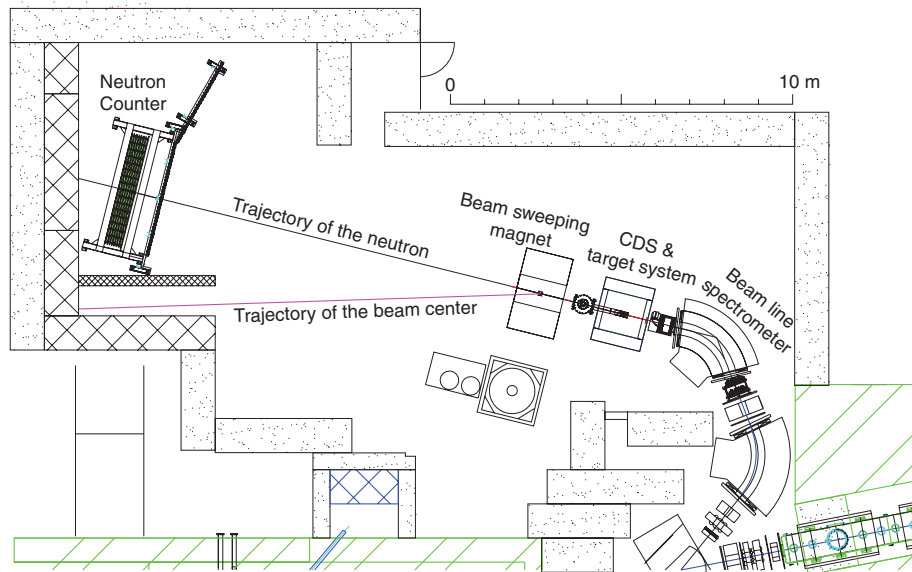 Neutron
Counter
0
10 m
Trajectory of the neutron
Beam sweeping
magnet
CDS &
target system
Beam line
spectrometer
Trajectory of the beam center